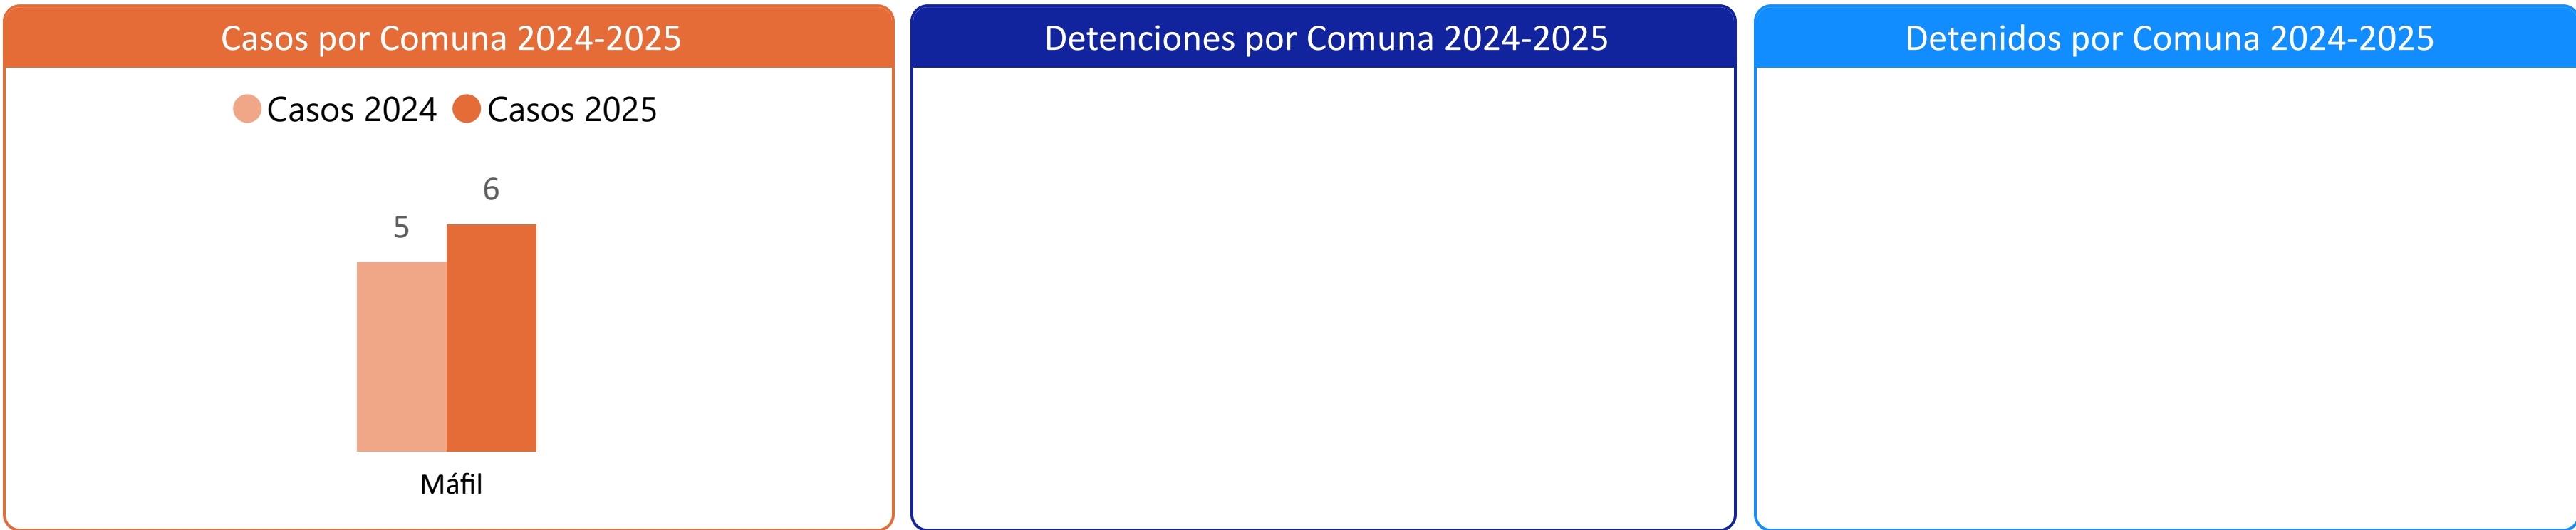 Casos por Comuna 2024-2025
Casos 2024 Casos 2025
5
6
Máfil
Detenciones por Comuna 2024-2025
Detenidos por Comuna 2024-2025